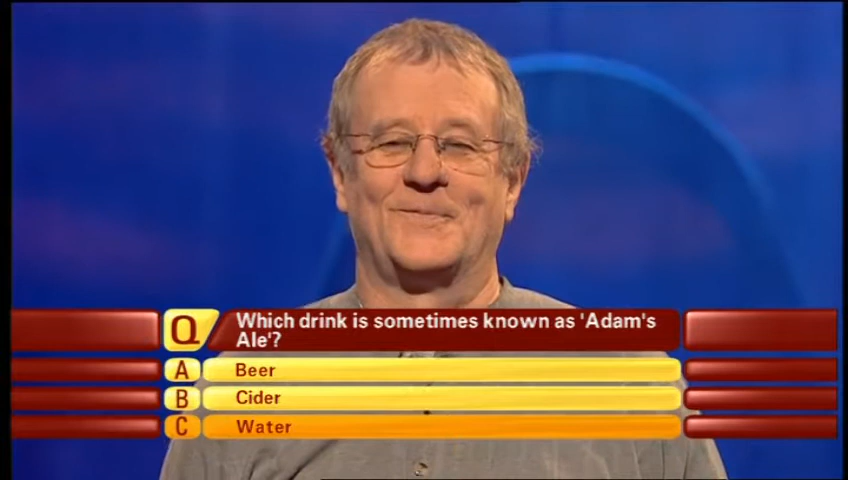 Q Which drink is sometimes known as 'Adam's
Ale'?
A Beer
B Cider
C Water